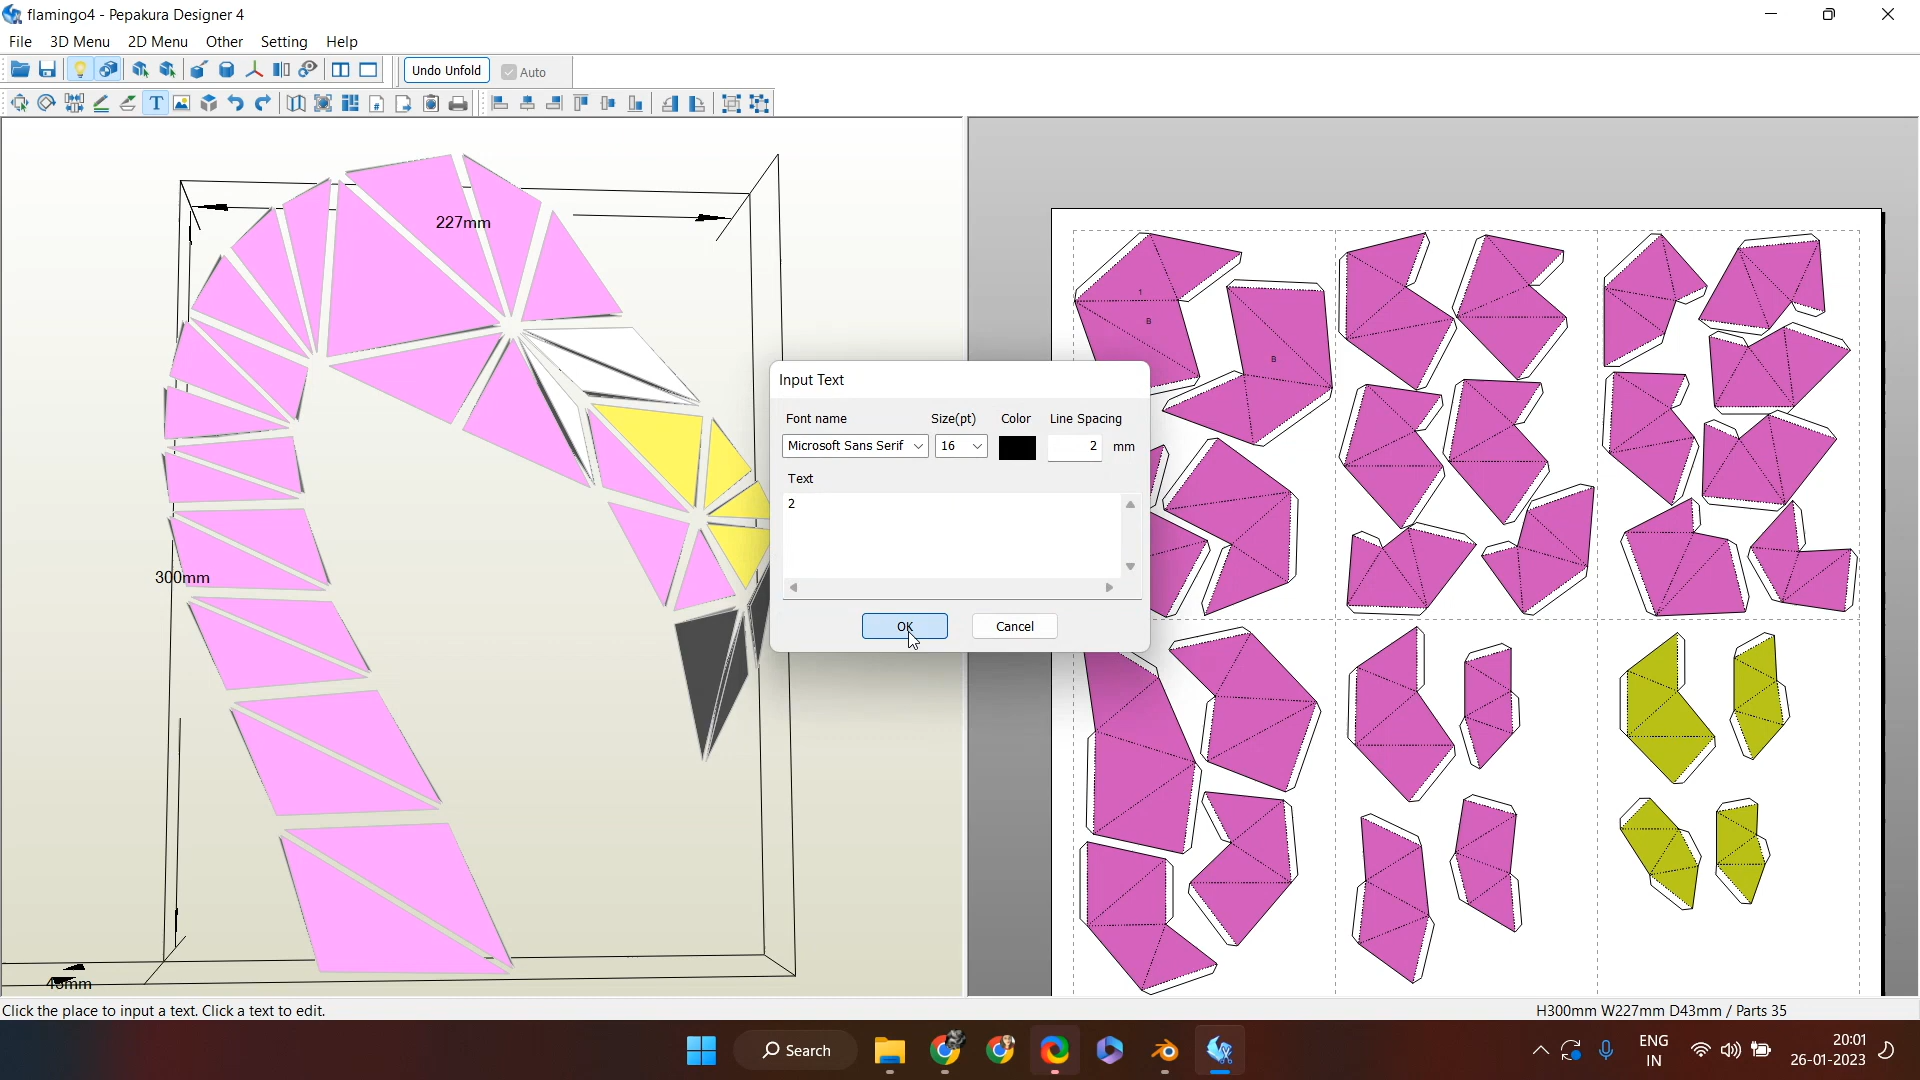 flamingo4 - Pepakura Designer 4
File 3D Menu 2D Menu Other Setting Help
Undo Unfold Auto
T #
227mm
300mm
1
B
B
Input Text
Font name Size(pt) Color Line Spacing
Microsoft Sans Serif 16 2 mm
Text
2
OK Cancel
Click the place to input a text. Click a text to edit. H300mm W227mm D43mm / Parts 35
Search
ENG
IN
20:01
26-01-2023